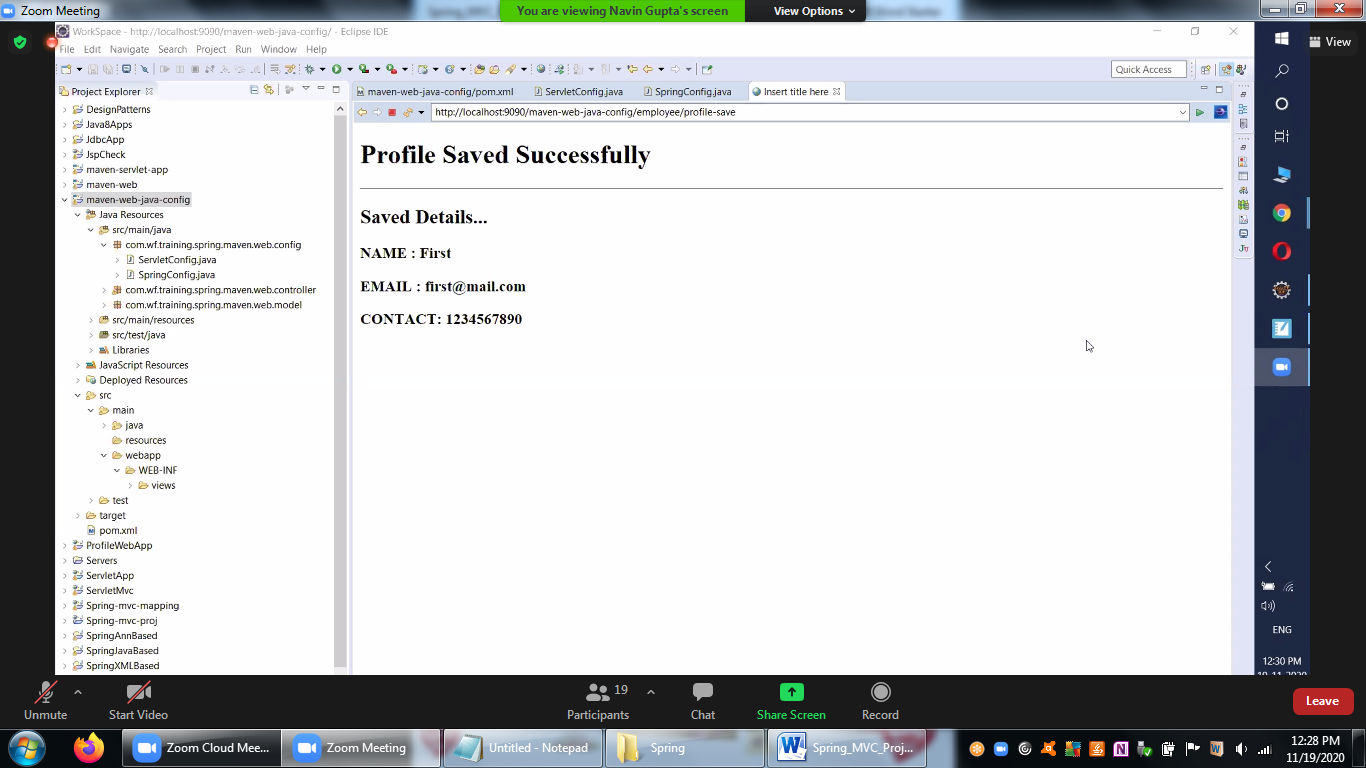 Zoom Meeting
You are viewing Navin Gupta's screen
View Options
WorkSpace - http://localhost:9090/maven-web-java-config/ - Eclipse IDE
View
File Edit Navigate Search Project Run Window Help
Quick Access
Project Explorer
maven-web-java-config/pom.xml
ServletConfig.java
SpringConfig.java
Insert title here
http://localhost:9090/maven-web-java-config/employee/profile-save
DesignPatterns
Java8Apps
JdbcApp
JspCheck
maven-servlet-app
maven-web
maven-web-java-config
Java Resources
src/main/java
com.wf.training.spring.maven.web.config
ServletConfig.java
SpringConfig.java
com.wf.training.spring.maven.web.controller
com.wf.training.spring.maven.web.model
src/main/resources
src/test/java
Libraries
JavaScript Resources
Deployed Resources
src
main
java
resources
webapp
WEB-INF
views
test
target
pom.xml
ProfileWebApp
Servers
ServletApp
ServletMvc
Spring-mvc-mapping
Spring-mvc-proj
SpringAnnBased
SpringJavaBased
SpringXMLBased
Profile Saved Successfully
Saved Details...
NAME : First
EMAIL : first@mail.com
CONTACT: 1234567890
ENG
12:30 PM
Unmute
Start Video
19
Participants
Chat
Share Screen
Record
Leave
Zoom Cloud Mee...
Zoom Meeting
Untitled - Notepad
Spring
Spring_MVC_Proj...
12:28 PM
11/19/2020